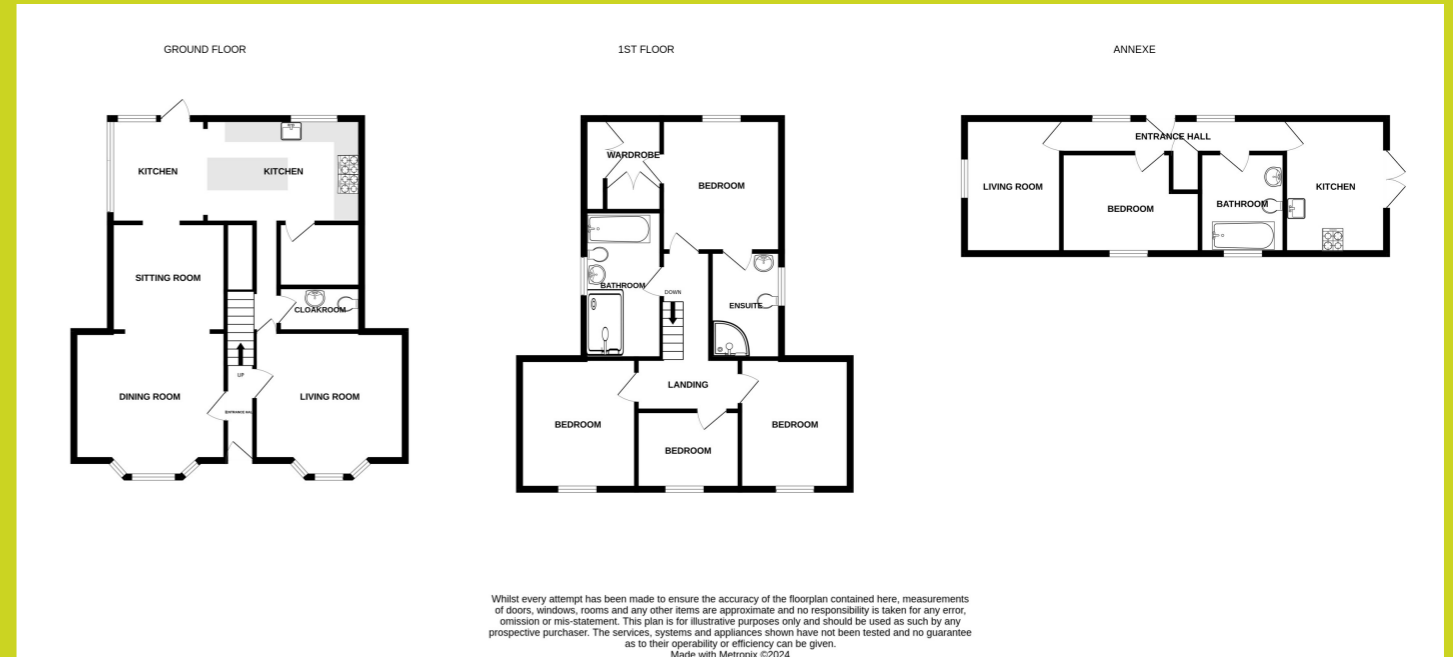 GROUND FLOOR
KITCHEN
KITCHEN
SITTING ROOM
CLOAKROOM
UP
DINING ROOM
LIVING ROOM
ENTRANCE HALL
1ST FLOOR
WARDROBE
BEDROOM
BATHROOM
DOWN
ENSUITE
LANDING
BEDROOM
BEDROOM
BEDROOM
ANNEXE
ENTRANCE HALL
LIVING ROOM
BEDROOM
BATHROOM
KITCHEN
Whilst every attempt has been made to ensure the accuracy of the floorplan contained here, measurements
of doors, windows, rooms and any other items are approximate and no responsibility is taken for any error,
omission or mis-statement. This plan is for illustrative purposes only and should be used as such by any
prospective purchaser. The services, systems and appliances shown have not been tested and no guarantee
as to their operability or efficiency can be given.
Made with Metropix ©2024